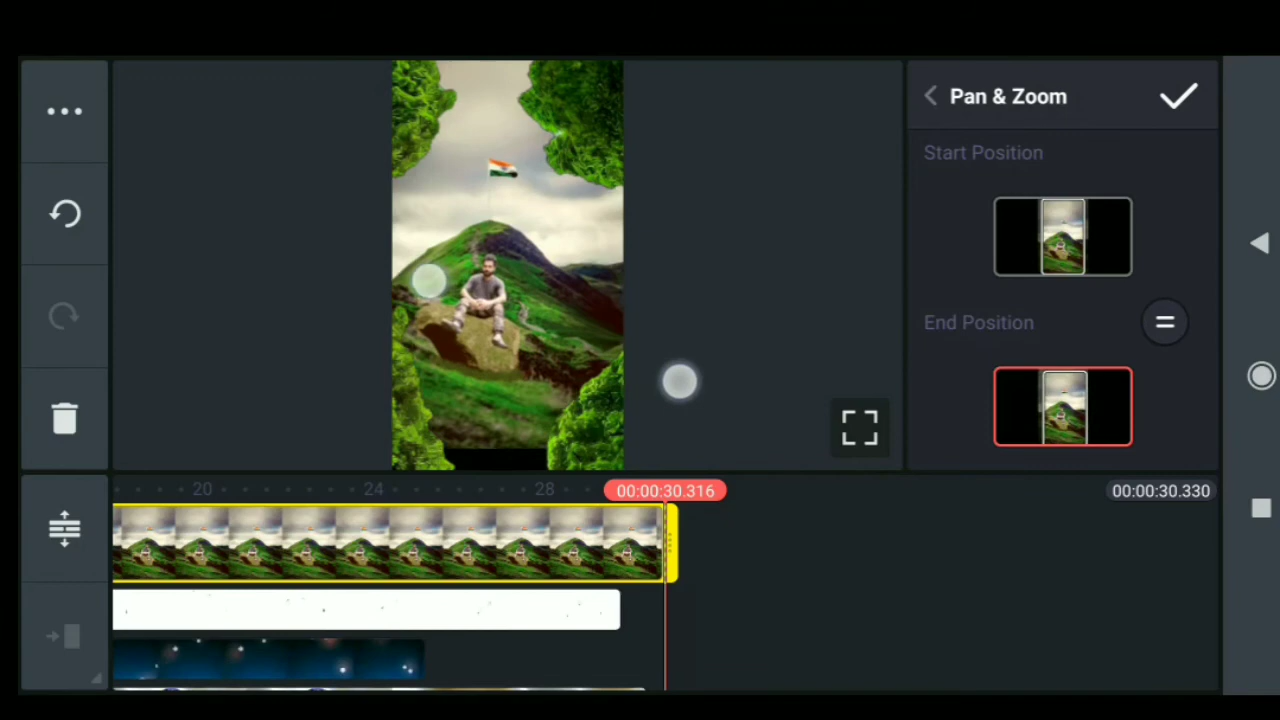 Pan & Zoom
Start Position
End Position
20
24
28
00:00:30.316
00:00:30.330